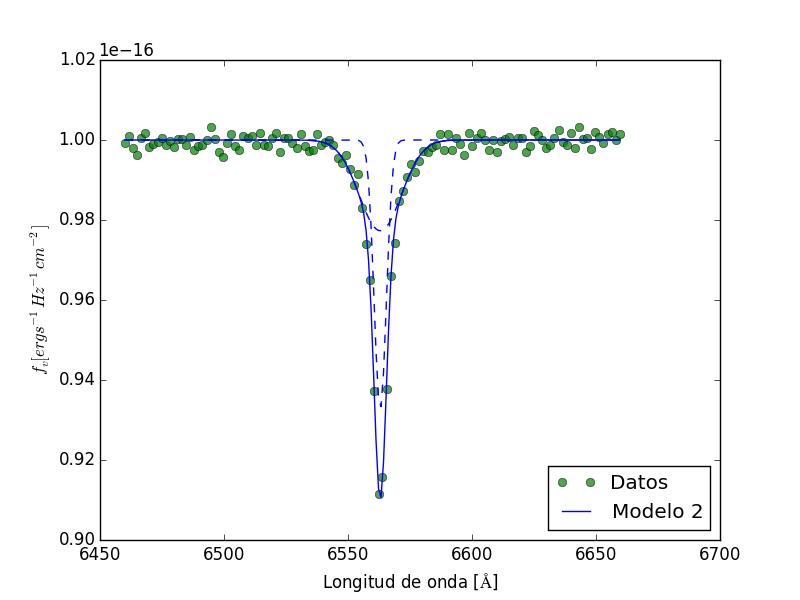 1e−16
1.02
1.00
0.98
0.96
0.94
0.92
0.90
f_v[ergs^{−1} Hz^{−1} cm^{−2}]
Datos
Modelo 2
6450 6500 6550 6600 6650 6700
Longitud de onda [Å]